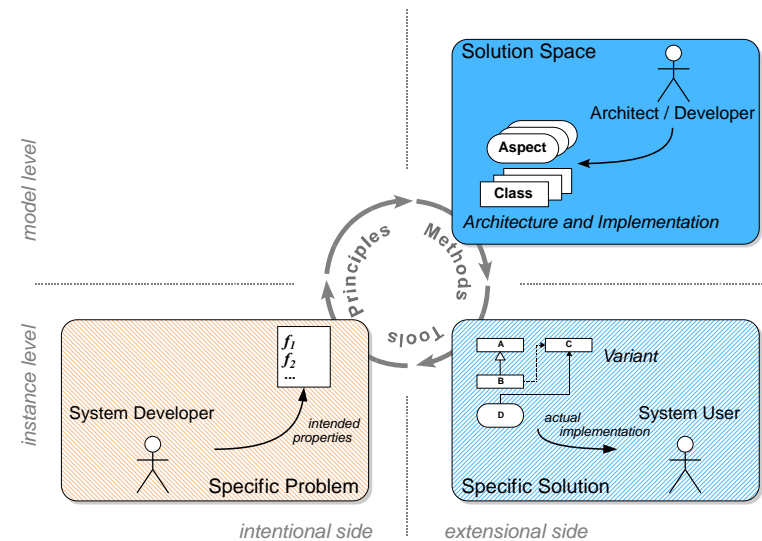 Solution Space
Architect / Developer
Aspect
Class
Architecture and Implementation
model level
Principles
Methods
Tools
instance level
f1
f2
...
System Developer
intended
properties
Specific Problem
A
C
B
D
Variant
actual
implementation
System User
Specific Solution
intentional side
extensional side